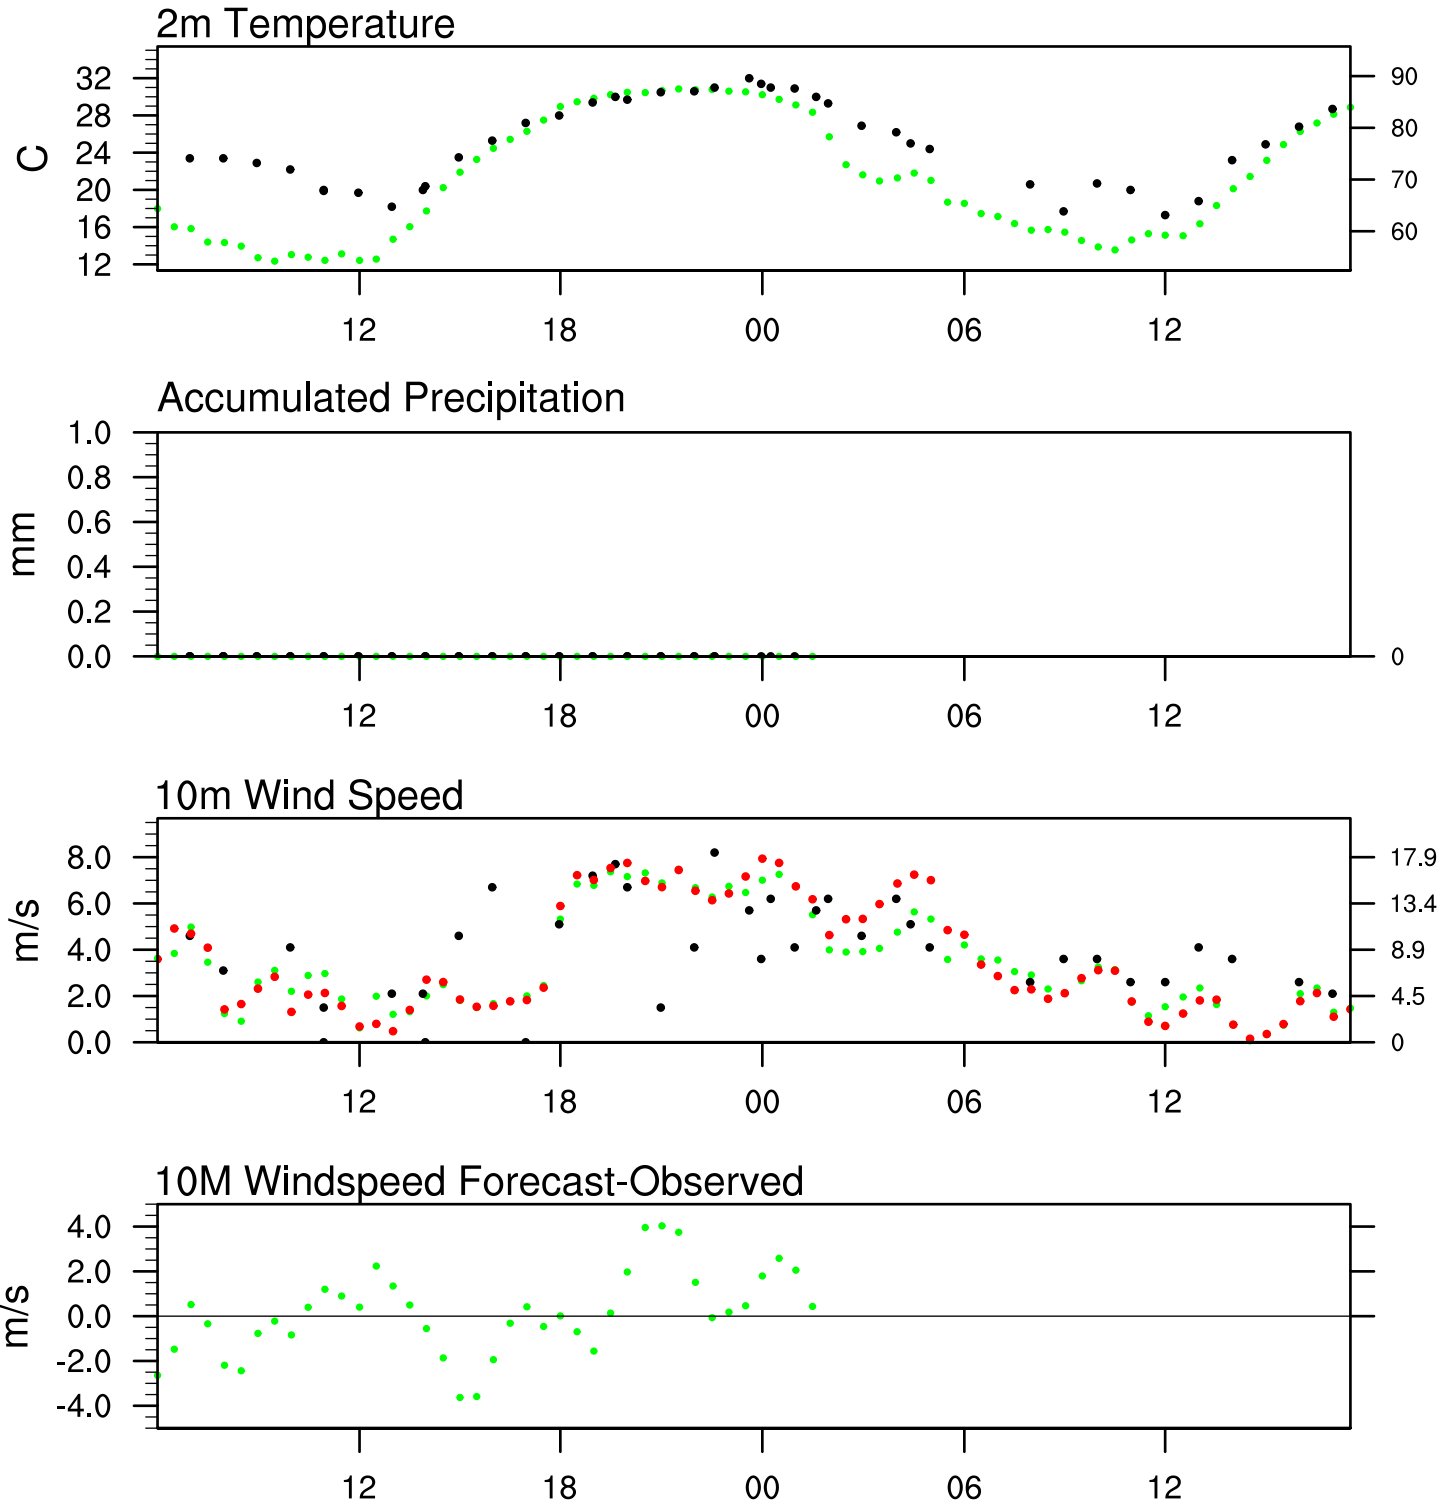 2m Temperature
C
32
28
24
20
16
12
90
80
70
60
12 18 00 06 12
Accumulated Precipitation
mm
1.0
0.8
0.6
0.4
0.2
0.0
0
12 18 00 06 12
10m Wind Speed
m/s
8.0
6.0
4.0
2.0
0.0
17.9
13.4
8.9
4.5
0
12 18 00 06 12
10M Windspeed Forecast-Observed
m/s
4.0
2.0
0.0
-2.0
-4.0
12 18 00 06 12